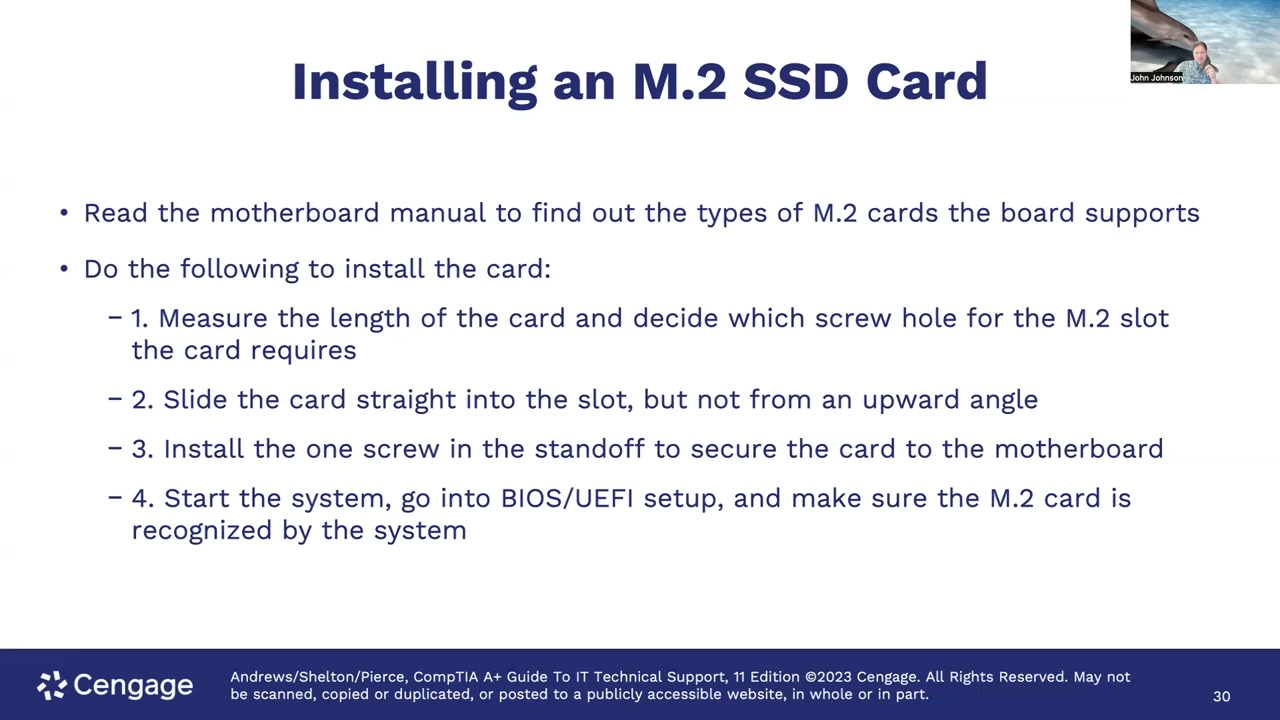 John Johnson
Installing an M.2 SSD Card
• Read the motherboard manual to find out the types of M.2 cards the board supports
• Do the following to install the card:
– 1. Measure the length of the card and decide which screw hole for the M.2 slot
the card requires
– 2. Slide the card straight into the slot, but not from an upward angle
– 3. Install the one screw in the standoff to secure the card to the motherboard
– 4. Start the system, go into BIOS/UEFI setup, and make sure the M.2 card is
recognized by the system
Cengage
Andrews/Shelton/Pierce, CompTIA A+ Guide To IT Technical Support, 11 Edition ©2023 Cengage. All Rights Reserved. May not
be scanned, copied or duplicated, or posted to a publicly accessible website, in whole or in part.
30